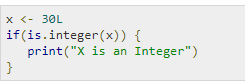 x <- 30L
if(is.integer(x)) {
   print("X is an Integer")
}